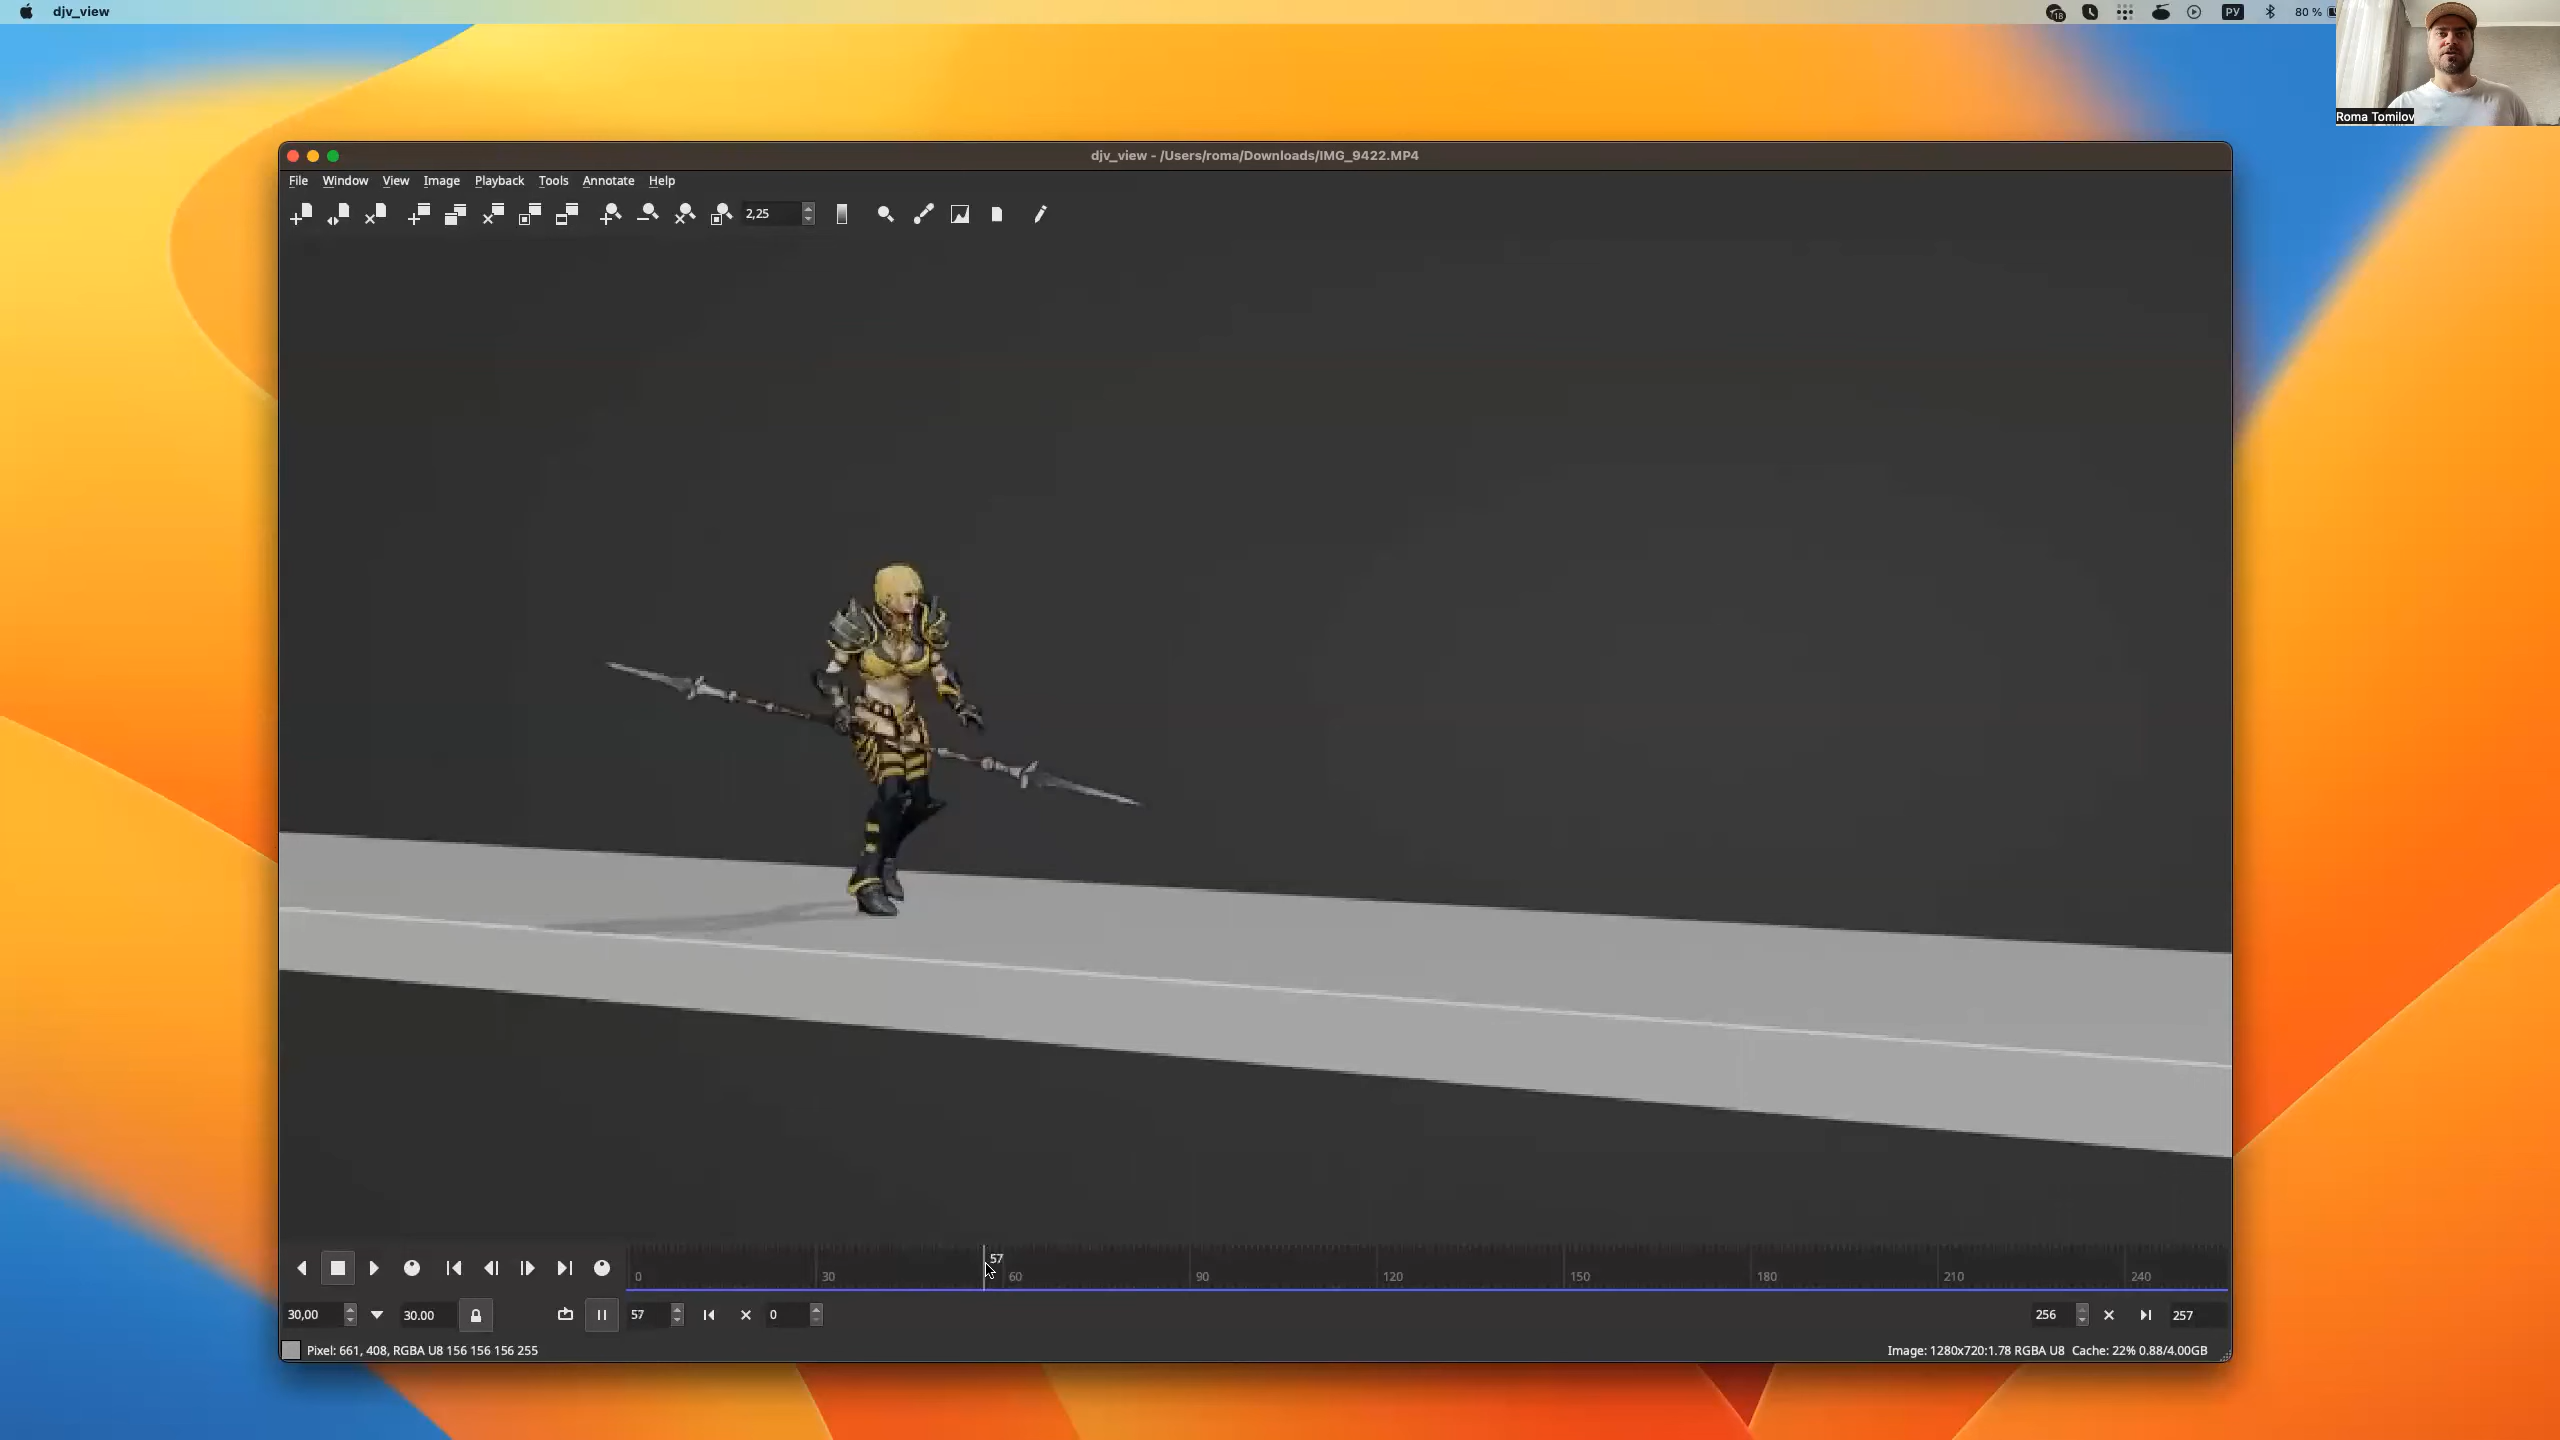 djv_view
18
РУ
80 %
Roma Tomilov
djv_view - /Users/roma/Downloads/IMG_9422.MP4
File Window View Image Playback Tools Annotate Help
2,25
57
0 30 60 90 120 150 180 210 240
30,00 30.00 57 0 256 257
Pixel: 661, 408, RGBA U8 156 156 156 255
Image: 1280x720:1.78 RGBA U8 Cache: 22% 0.88/4.00GB